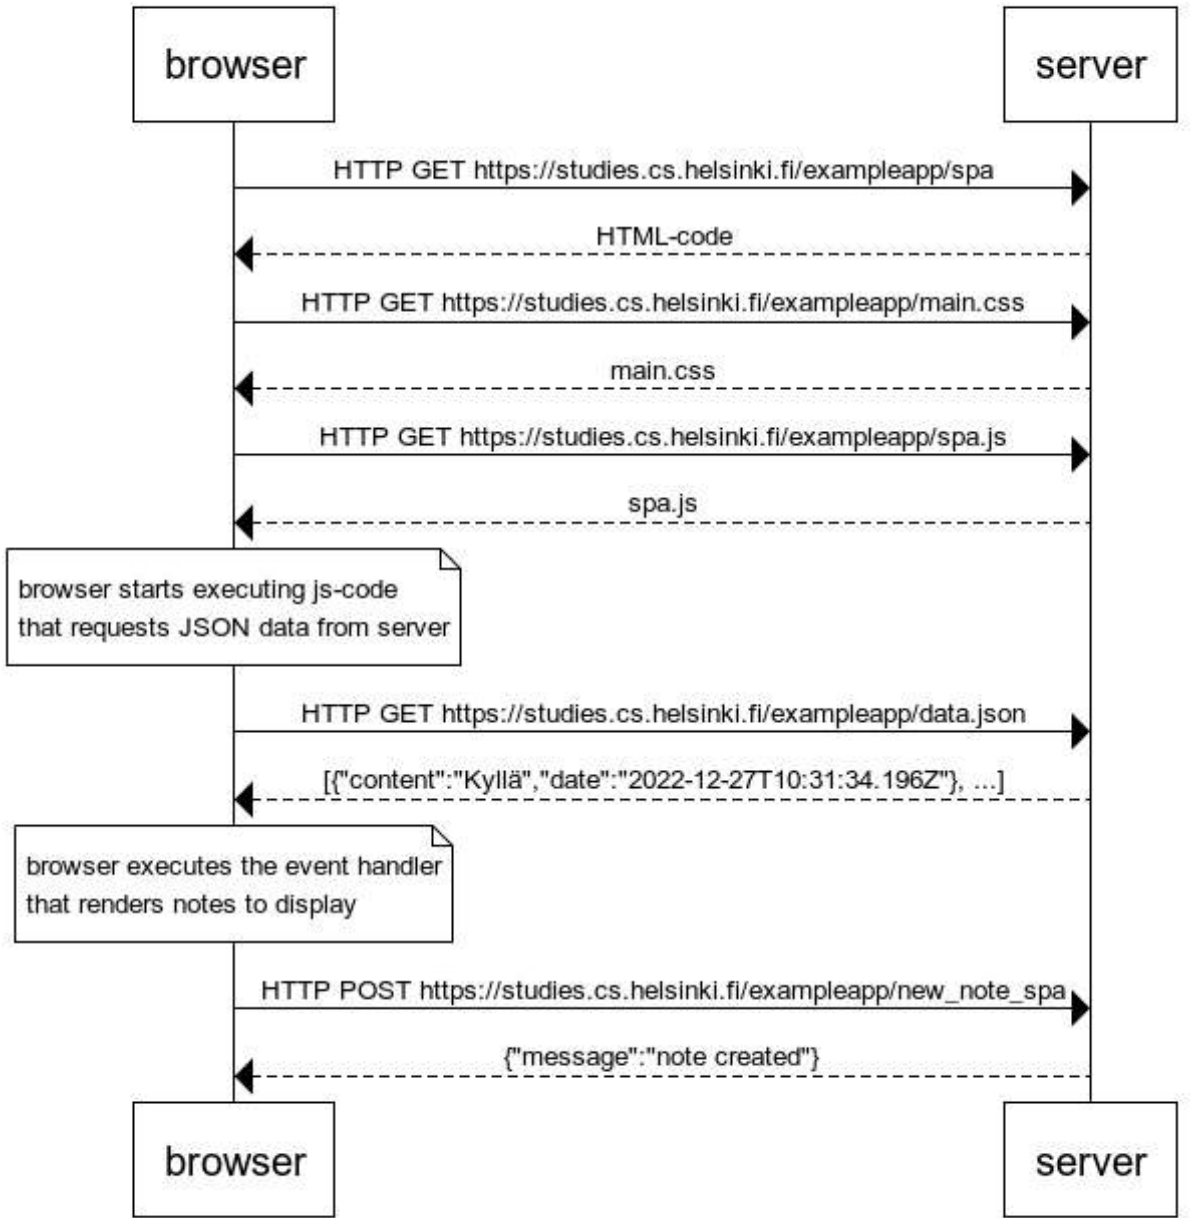 browser
server
HTTP GET https://studies.cs.helsinki.fi/exampleapp/spa
HTML-code
HTTP GET https://studies.cs.helsinki.fi/exampleapp/main.css
main.css
HTTP GET https://studies.cs.helsinki.fi/exampleapp/spa.js
spa.js
browser starts executing js-code
that requests JSON data from server
HTTP GET https://studies.cs.helsinki.fi/exampleapp/data.json
[{"content":"Kyllä","date":"2022-12-27T10:31:34.196Z"}, ...]
browser executes the event handler
that renders notes to display
HTTP POST https://studies.cs.helsinki.fi/exampleapp/new_note_spa
{"message":"note created"}
browser
server